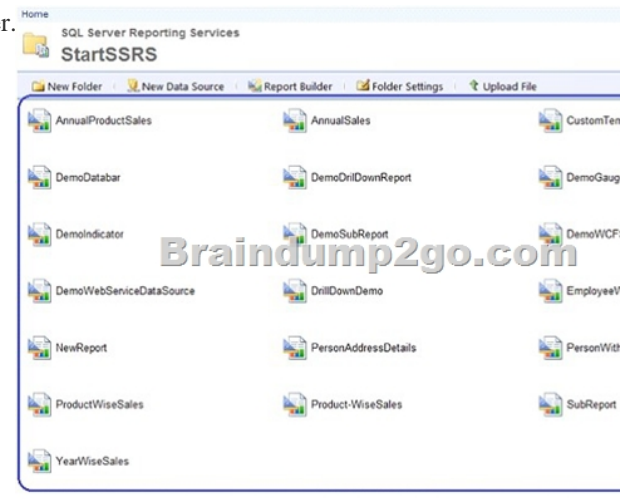 er.
Home
SQL Server Reporting Services
StartSSRS
New Folder New Data Source Report Builder Folder Settings Upload File
AnnualProductSales AnnualSales CustomTem
DemoDatabar DemoDrilDownReport DemoGaug
DemoIndicator DemoSubReport DemoWCF
Braindump2go.com
DemoWebServiceDataSource DrillDownDemo EmployeeW
NewReport PersonAddressDetails PersonWith
ProductWiseSales Product-WiseSales SubReport
YearWiseSales